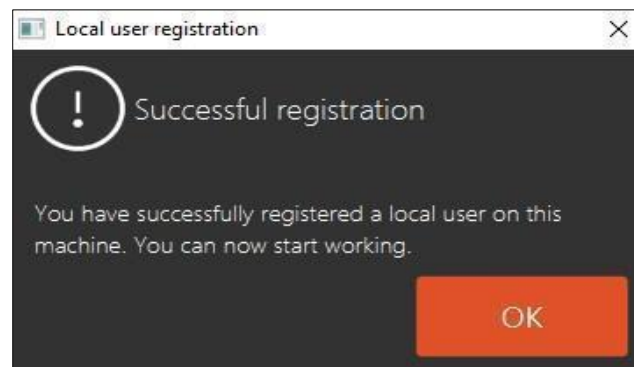 Local user registration
Successful registration
You have successfully registered a local user on this
machine. You can now start working.
OK